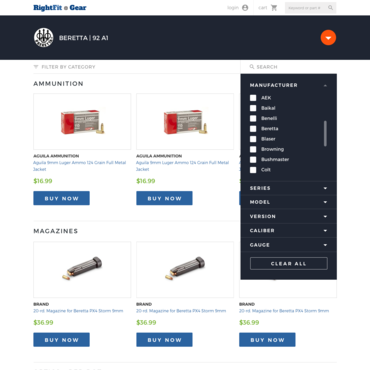 RightFit Gear
login
cart
BERETTA | 92 A1
FILTER BY CATEGORY
SEARCH
AMMUNITION
AGUILA AMMUNITION
Aguila 9mm Luger Ammo 124 Grain Full Metal
Jacket
$16.99
BUY NOW
AGUILA AMMUNITION
Aguila 9mm Luger Ammo 124 Grain Full Metal
Jacket
$16.99
BUY NOW
MANUFACTURER
AEK
Baikal
Benelli
Beretta
Blaser
Browning
Bushmaster
Colt
SERIES
MODEL
VERSION
CALIBER
GAUGE
CLEAR ALL
MAGAZINES
BRAND
20 rd. Magazine for Beretta PX4 Storm 9mm
$36.99
BUY NOW
BRAND
20 rd. Magazine for Beretta PX4 Storm 9mm
$36.99
BUY NOW
BRAND
20 rd. Magazine for Beretta PX4 Storm 9mm
$36.99
BUY NOW